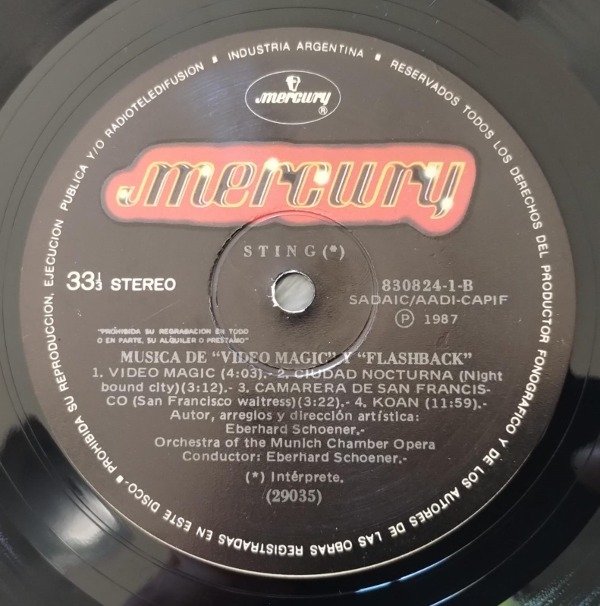 PROHIBIDA SU REPRODUCCION, EJECUCION PUBLICA Y/O RADIOTELEDIFUSION ■ INDUSTRIA ARGENTINA ■ RESERVADOS TODOS LOS DERECHOS DEL PRODUCTOR FONOGRAFICO Y DE LOS AUTORES DE LAS OBRAS REGISTRADAS EN ESTE DISCO.-
mercury ®
mercury
STING (*)
33⅓ STEREO
830824-1-B
SADAIC/AADI-CAPIF
Ⓟ 1987
"PROHIBIDA SU REGRABACION EN TODO
O EN PARTE, SU ALQUILER O PRESTAMO"
MUSICA DE "VIDEO MAGIC" Y "FLASHBACK"
1. VIDEO MAGIC (4:03).- 2. CIUDAD NOCTURNA (Night
bound city)(3:12).- 3. CAMARERA DE SAN FRANCIS-
CO (San Francisco waitress)(3:22).- 4. KOAN (11:59).-
Autor, arreglos y dirección artística:
Eberhard Schoener.-
Orchestra of the Munich Chamber Opera
Conductor: Eberhard Schoener.-
(*) Intérprete.
(29035)